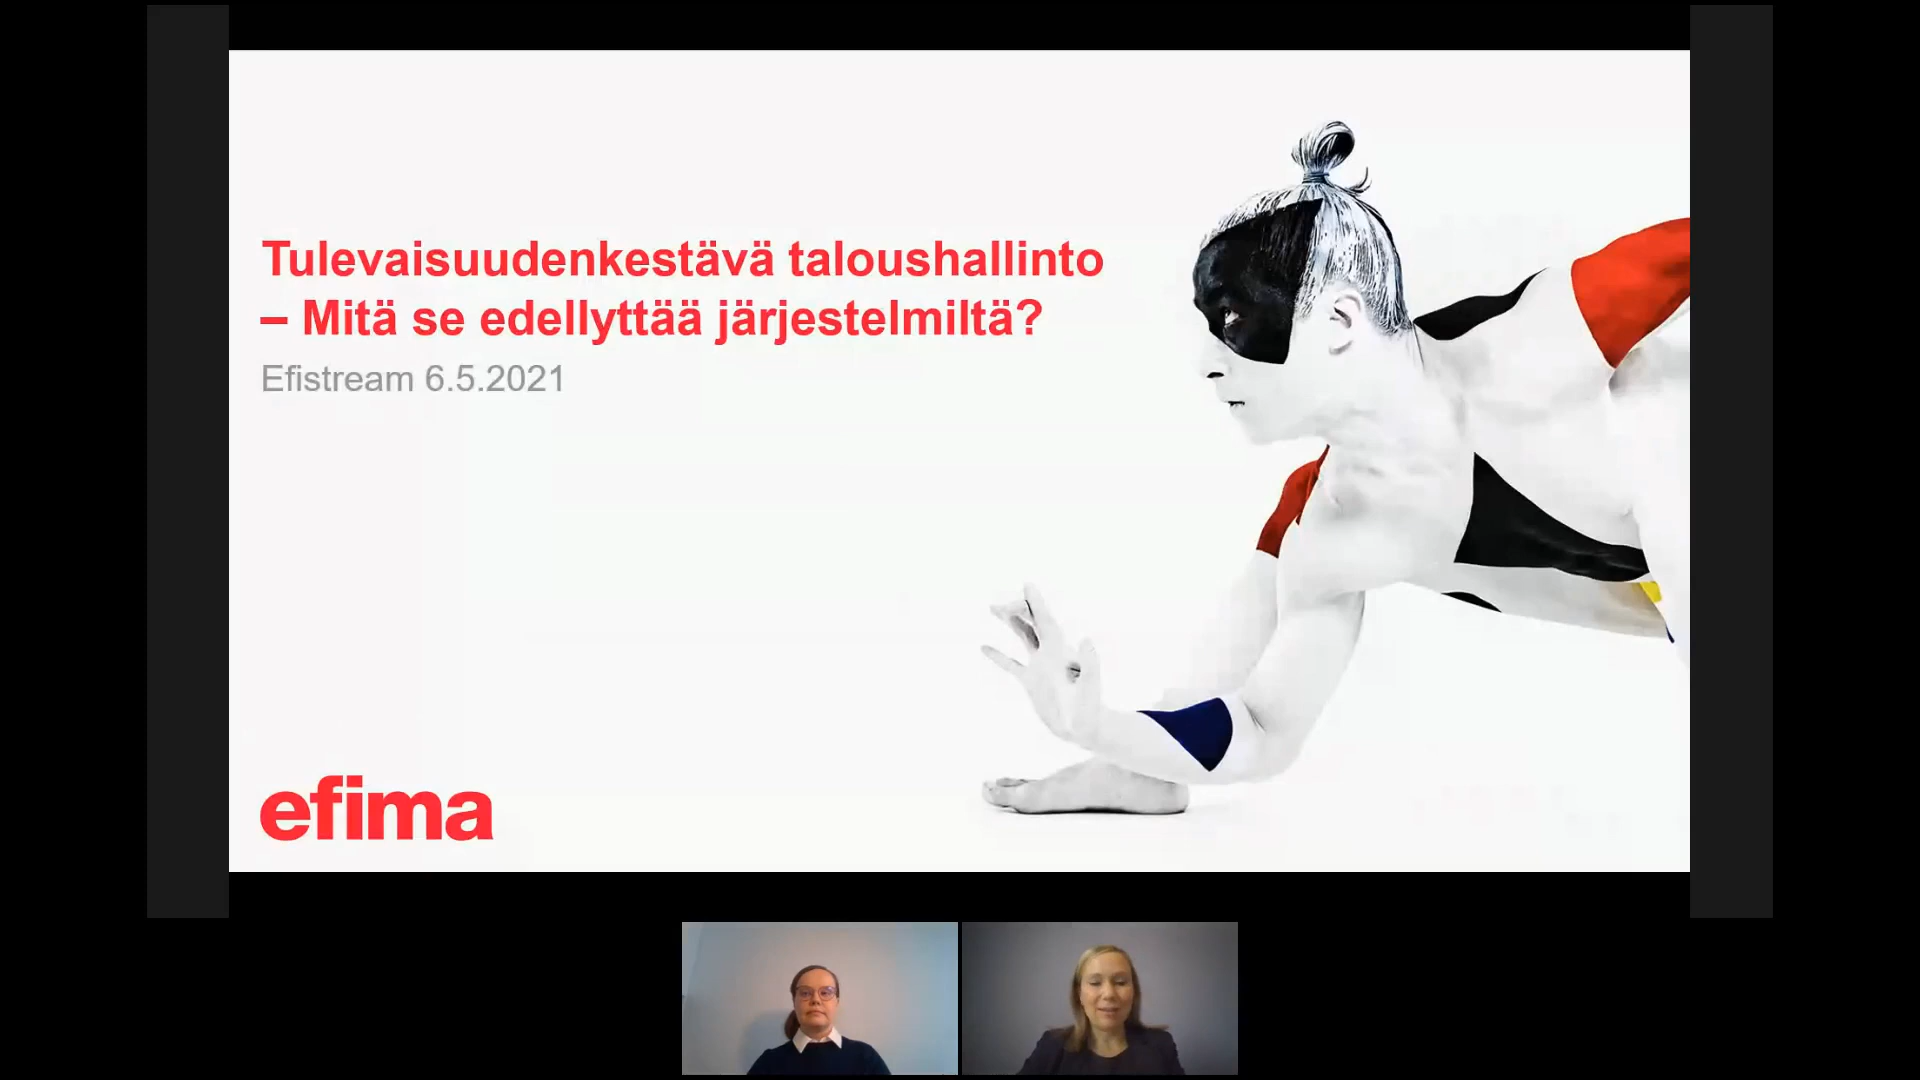 Tulevaisuudenkestävä taloushallinto
– Mitä se edellyttää järjestelmiltä?
Efistream 6.5.2021
efima